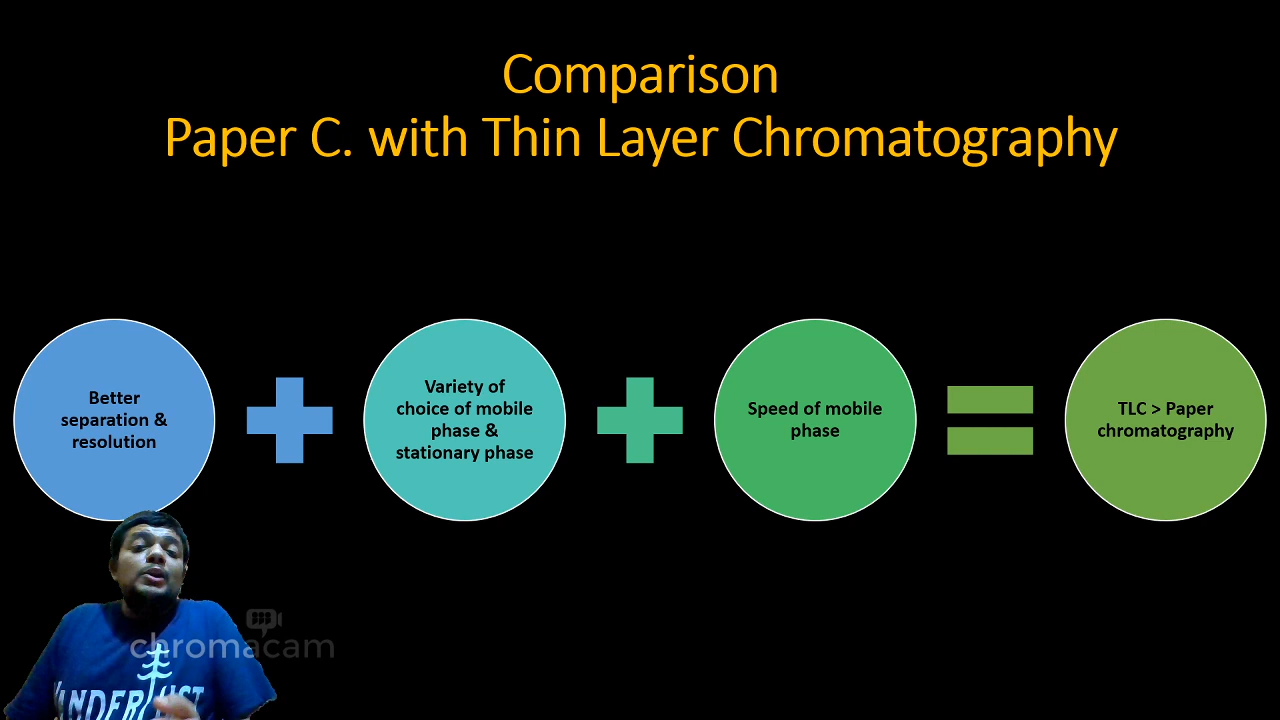 Comparison
Paper C. with Thin Layer Chromatography
Better
separation &
resolution
Variety of
choice of mobile
phase &
stationary phase
Speed of mobile
phase
TLC > Paper
chromatography
chromacam
WANDERLUST